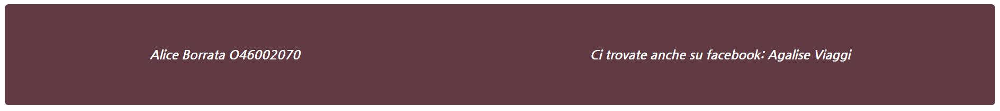 Alice Borrata O46002070
Ci trovate anche su facebook: Agalise Viaggi